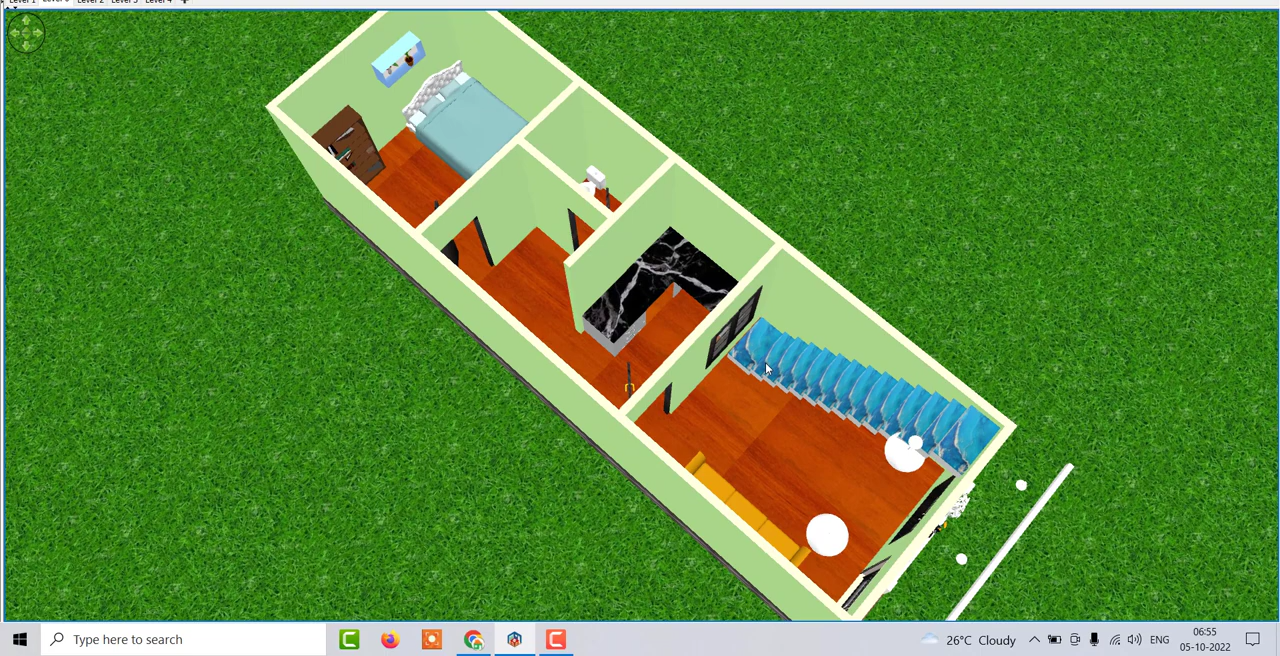 Level 1 Level 2 Level 3 Level 4
Type here to search
26°C Cloudy
ENG
06:55
05-10-2022